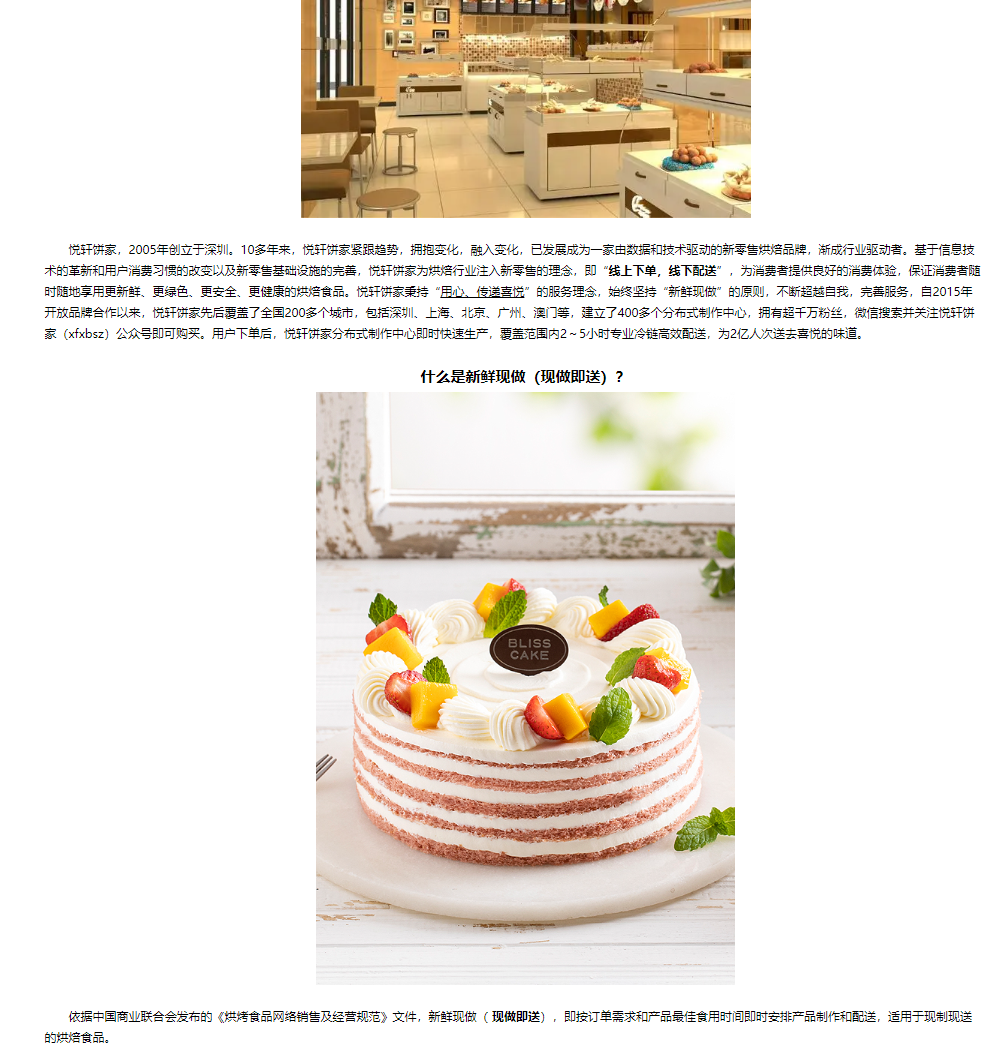 悦轩饼家，2005年创立于深圳。10多年来，悦轩饼家紧跟趋势，拥抱变化，融入变化，已发展成为一家由数据和技术驱动的新零售烘焙品牌，渐成行业驱动者。基于信息技
术的革新和用户消费习惯的改变以及新零售基础设施的完善，悦轩饼家为烘焙行业注入新零售的理念，即“线上下单，线下配送”，为消费者提供良好的消费体验，保证消费者随
时随地享用更新鲜、更绿色、更安全、更健康的烘焙食品。悦轩饼家秉持“用心、传递喜悦”的服务理念，始终坚持“新鲜现做”的原则，不断超越自我，完善服务，自2015年
开放品牌合作以来，悦轩饼家先后覆盖了全国200多个城市，包括深圳、上海、北京、广州、澳门等，建立了400多个分布式制作中心，拥有超千万粉丝，微信搜索并关注悦轩饼
家（xfxbsz）公众号即可购买。用户下单后，悦轩饼家分布式制作中心即时快速生产，覆盖范围内2～5小时专业冷链高效配送，为2亿人次送去喜悦的味道。
什么是新鲜现做（现做即送）？
BLISS
CAKE
依据中国商业联合会发布的《烘烤食品网络销售及经营规范》文件，新鲜现做（ 现做即送），即按订单需求和产品最佳食用时间即时安排产品制作和配送，适用于现制现送
的烘焙食品。